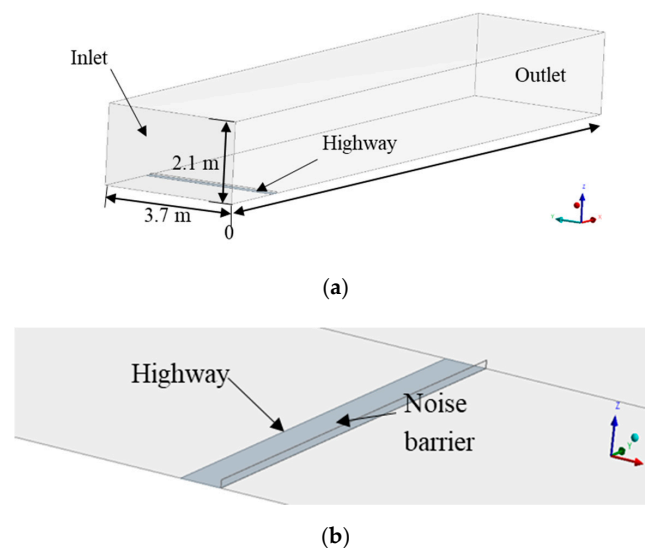 Inlet
Outlet
Highway
2.1 m
3.7 m
0
Z
Y
X
(a)
Highway
Noise
barrier
Z
Y
(b)